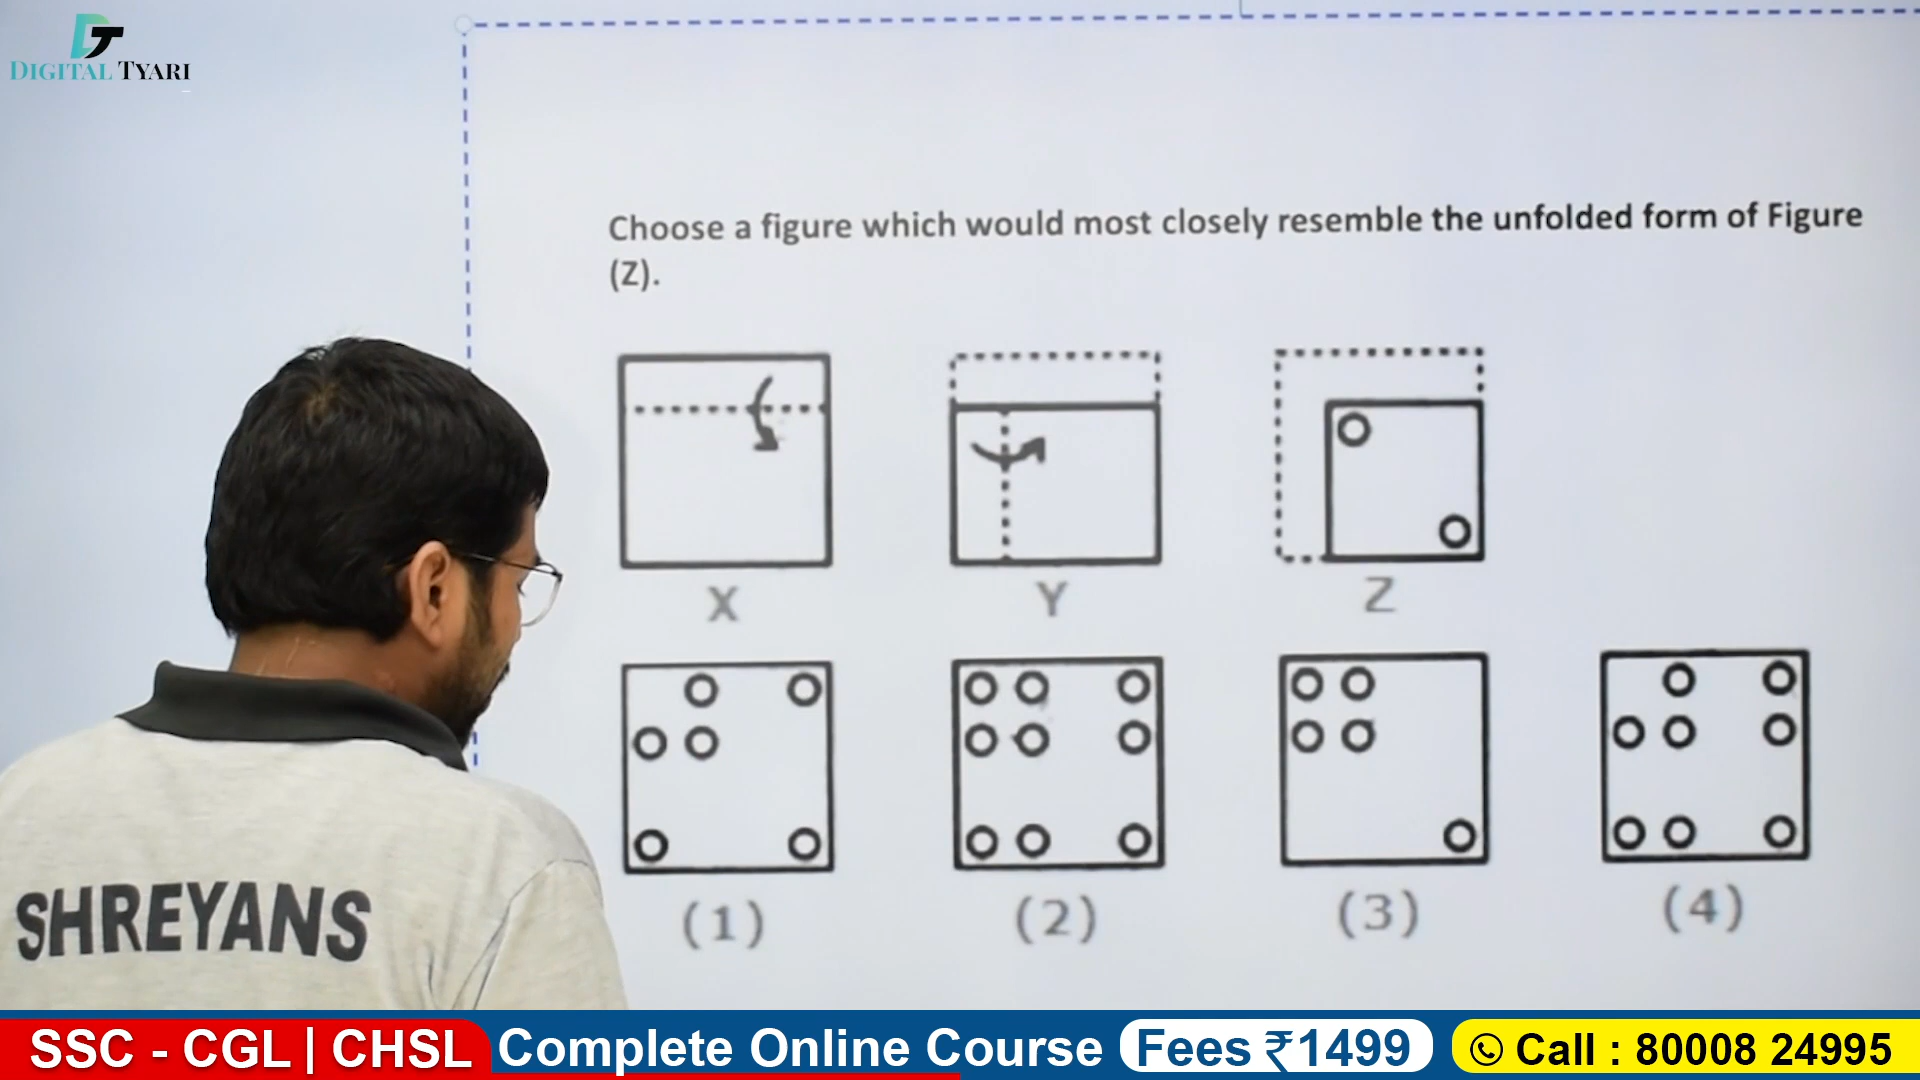 DT
DIGITAL TYARI
Choose a figure which would most closely resemble the unfolded form of Figure
(Z).
X Y Z
(1) (2) (3) (4)
SHREYANS
SSC - CGL | CHSL Complete Online Course Fees ₹1499 Call : 80008 24995